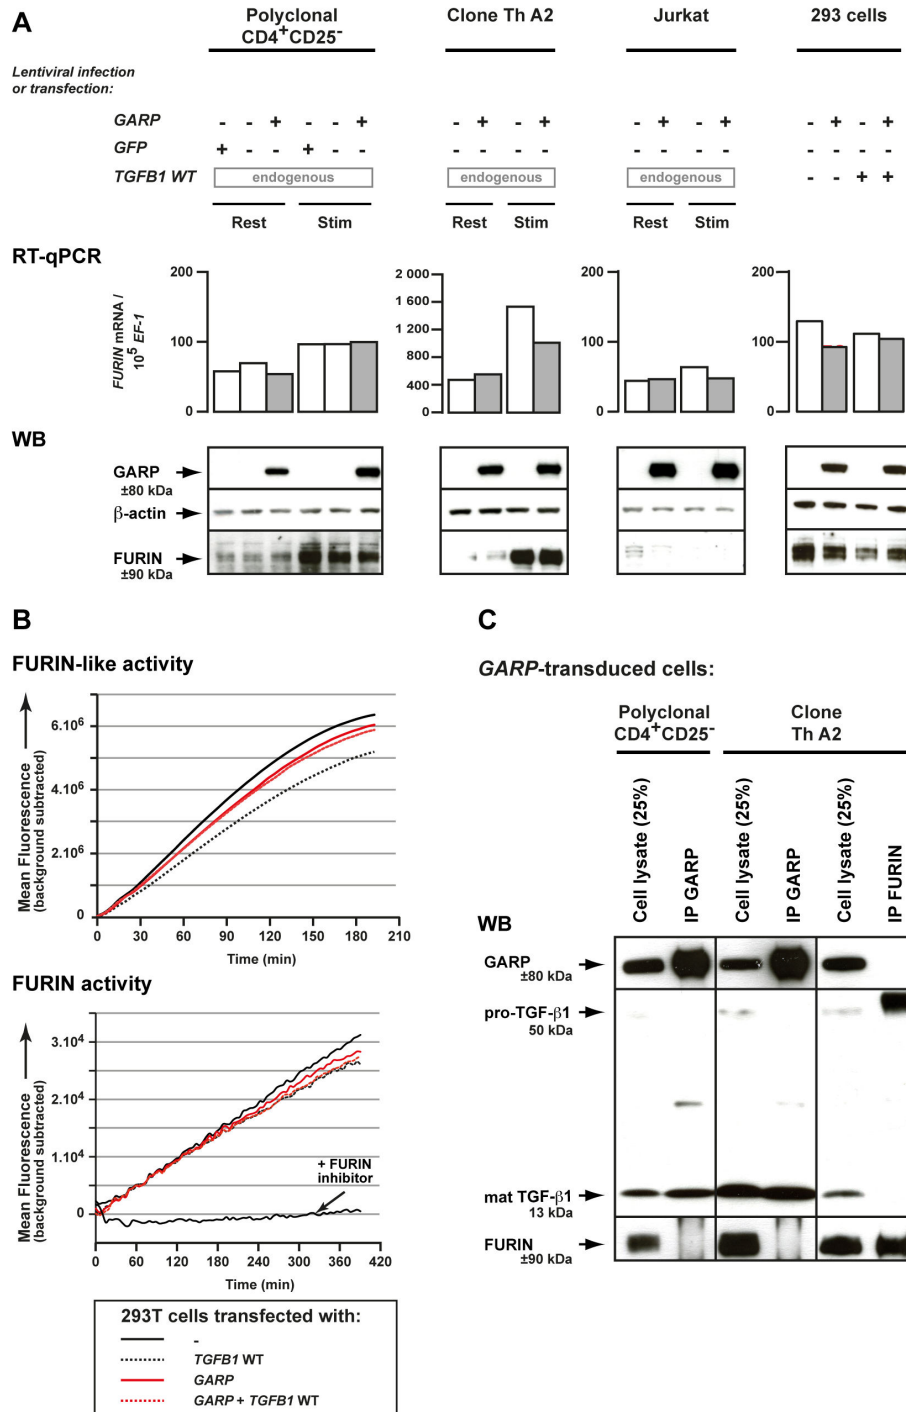 A
Polyclonal
CD4+CD25-
Clone Th A2
Jurkat
293 cells
Lentiviral infection
or transfection:
GARP
- - + - - +
- + - +
- + - +
- + - +
GFP
+ - - + - -
- - - -
- - - -
- - - -
TGFB1 WT
endogenous
endogenous
endogenous
- - + +
Rest
Stim
Rest
Stim
Rest
Stim
RT-qPCR
FURIN mRNA /
10^5 EF-1
200
100
0
2 000
1 600
1 200
800
400
0
200
100
0
200
100
0
WB
GARP
±80 kDa
β-actin
FURIN
±90 kDa
B
FURIN-like activity
Mean Fluorescence
(background subtracted)
6.10^6
4.10^6
2.10^6
0
0 30 60 90 120 150 180 210
Time (min)
FURIN activity
Mean Fluorescence
(background subtracted)
3.10^4
2.10^4
1.10^4
0
+ FURIN
inhibitor
0 60 120 180 240 300 360 420
Time (min)
293T cells transfected with:
-
TGFB1 WT
GARP
GARP + TGFB1 WT
C
GARP-transduced cells:
Polyclonal
CD4+CD25-
Clone
Th A2
Cell lysate (25%)
IP GARP
Cell lysate (25%)
IP GARP
Cell lysate (25%)
IP FURIN
WB
GARP
±80 kDa
pro-TGF-β1
50 kDa
mat TGF-β1
13 kDa
FURIN
±90 kDa